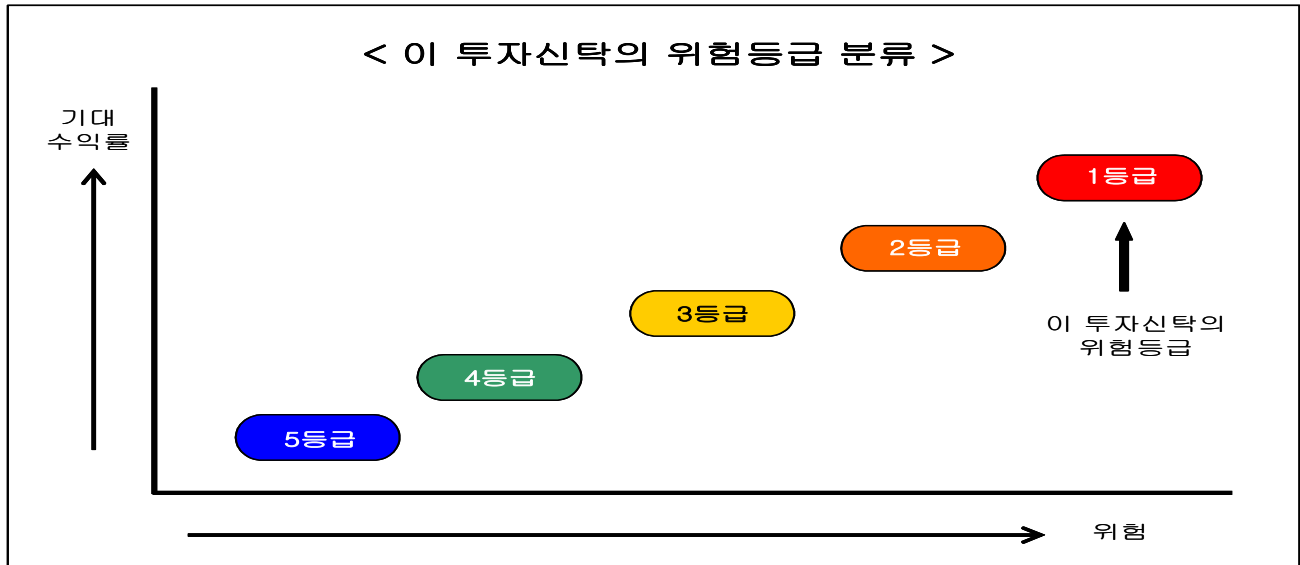 < 이 투자신탁의 위험등급 분류 >
기대
수익률
1등급
2등급
3등급
이 투자신탁의
위험등급
4등급
5등급
위험